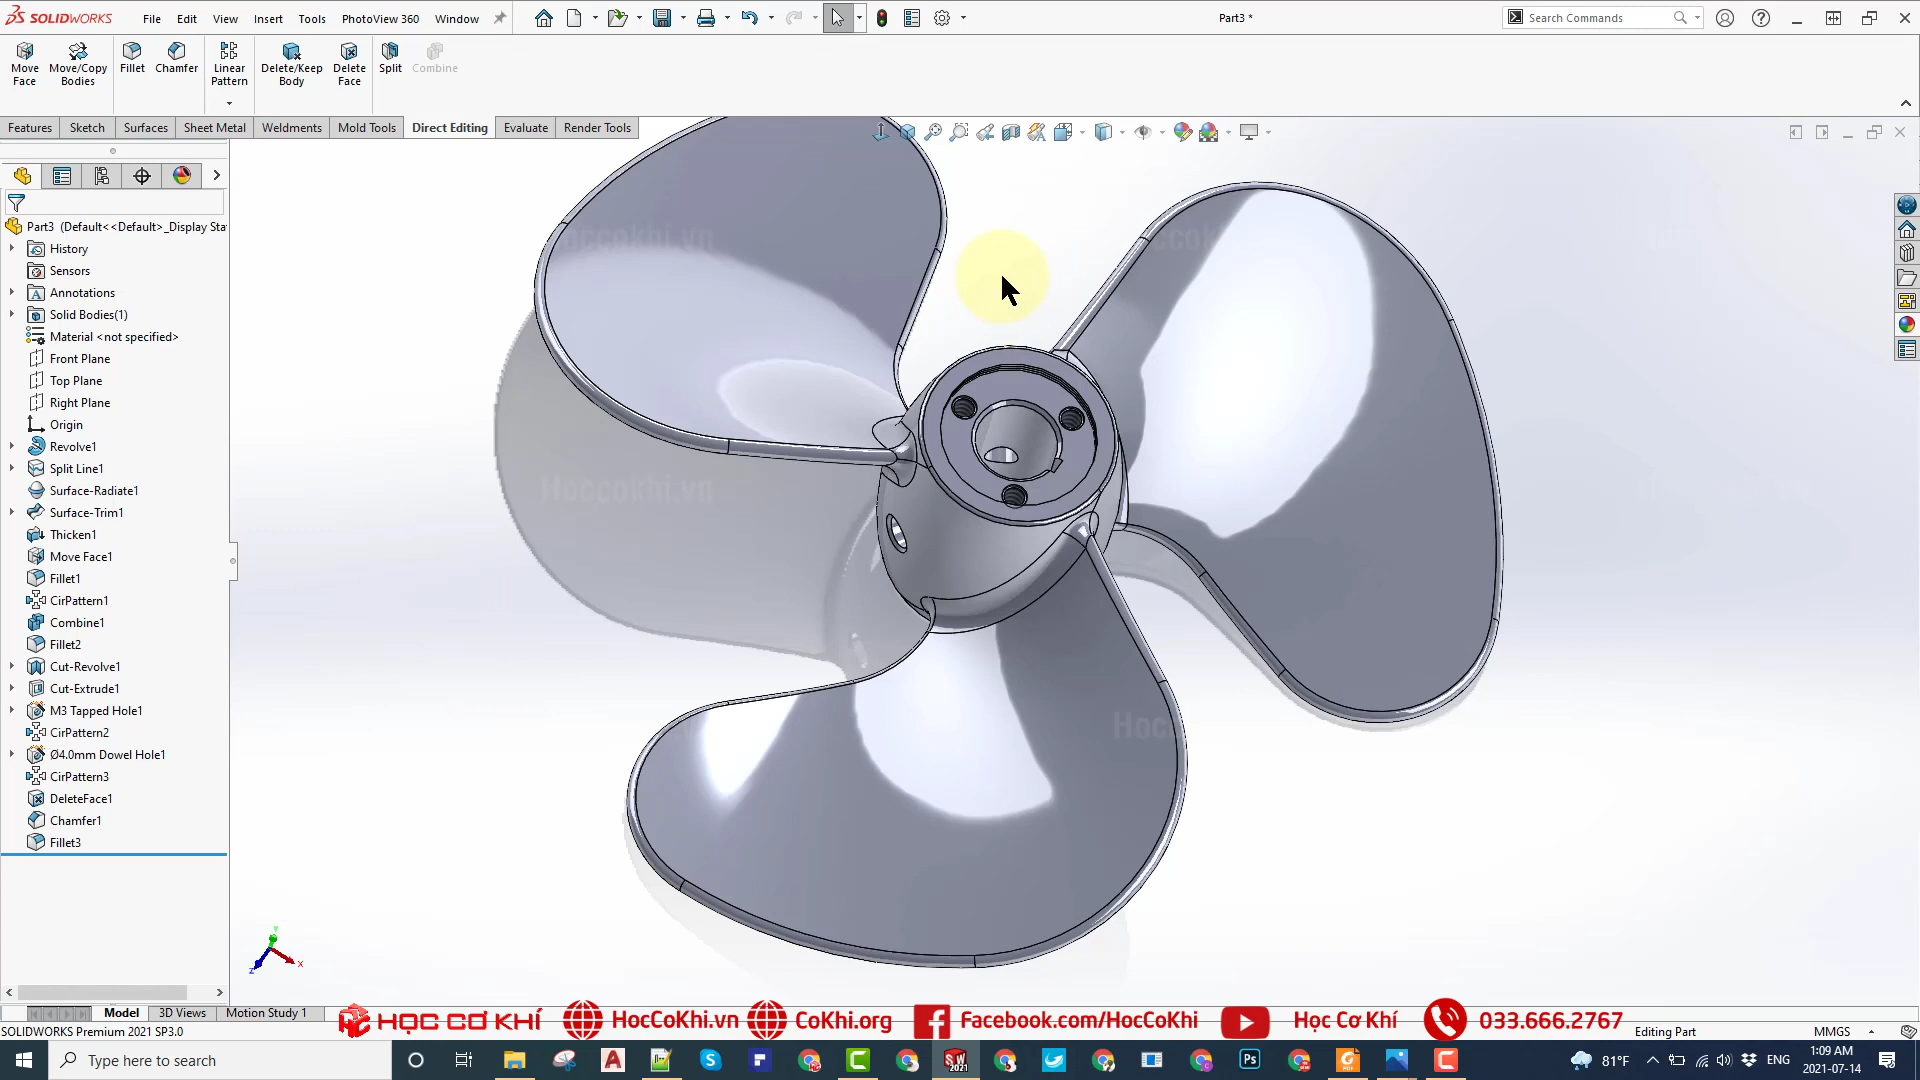 SOLIDWORKS File Edit View Insert Tools PhotoView 360 Window Part3 * Search Commands
Move Face Move/Copy Bodies Fillet Chamfer Linear Pattern Delete/Keep Body Delete Face Split Combine
Features Sketch Surfaces Sheet Metal Weldments Mold Tools Direct Editing Evaluate Render Tools
Part3 (Default<<Default>_Display Sta
History
Sensors
Annotations
Solid Bodies(1)
Material <not specified>
Front Plane
Top Plane
Right Plane
Origin
Revolve1
Split Line1
Surface-Radiate1
Surface-Trim1
Thicken1
Move Face1
Fillet1
CirPattern1
Combine1
Fillet2
Cut-Revolve1
Cut-Extrude1
M3 Tapped Hole1
CirPattern2
Ø4.0mm Dowel Hole1
CirPattern3
DeleteFace1
Chamfer1
Fillet3
Hoccokhi.vn
Hoccokhi.vn
Y
X
Z
Model 3D Views Motion Study 1
HỌC CƠ KHÍ HocCoKhi.vn CoKhi.org Facebook.com/HocCoKhi Học Cơ Khí 033.666.2767
SOLIDWORKS Premium 2021 SP3.0 Editing Part MMGS
Type here to search 81°F ENG 1:09 AM
2021-07-14